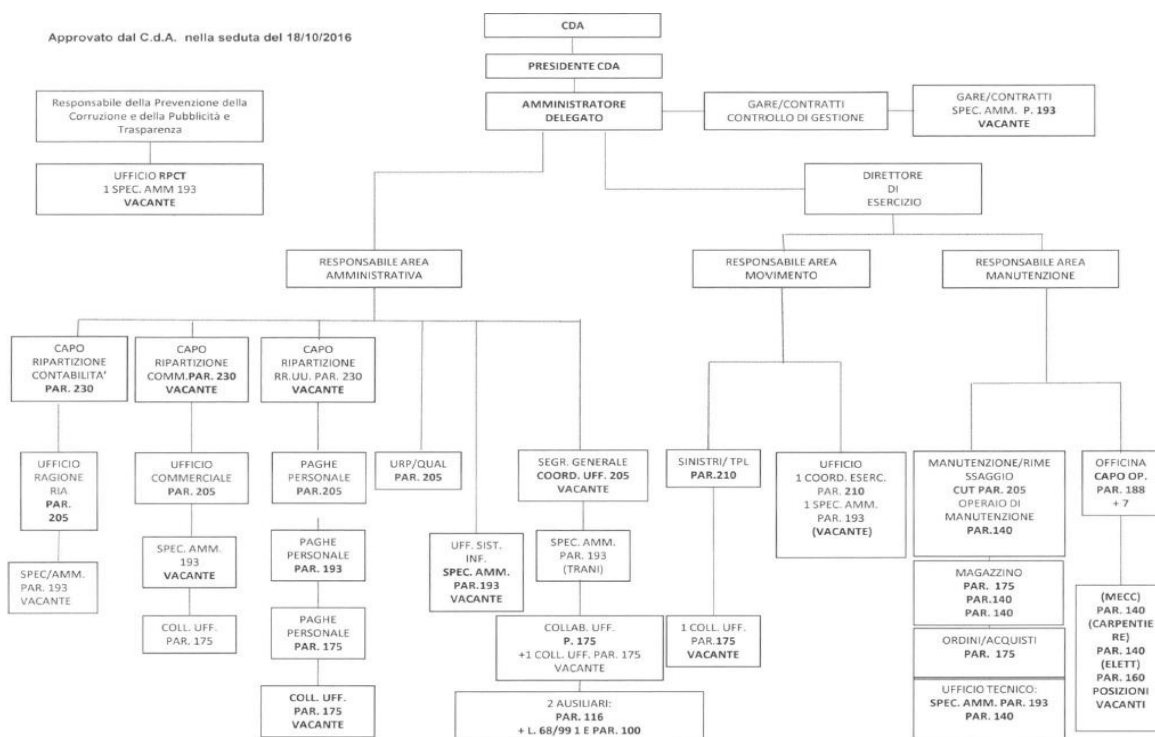 Approvato dal C.d.A. nella seduta del 18/10/2016
CDA
PRESIDENTE CDA
AMMINISTRATORE
DELEGATO
GARE/CONTRATTI
CONTROLLO DI GESTIONE
GARE/CONTRATTI
SPEC. AMM. P. 193
VACANTE
Responsabile della Prevenzione della
Corruzione e della Pubblicità e
Trasparenza
UFFICIO RPCT
1 SPEC. AMM 193
VACANTE
DIRETTORE
DI
ESERCIZIO
RESPONSABILE AREA
AMMINISTRATIVA
RESPONSABILE AREA
MOVIMENTO
RESPONSABILE AREA
MANUTENZIONE
CAPO
RIPARTIZIONE
CONTABILITA'
PAR. 230
CAPO
RIPARTIZIONE
COMM.PAR. 230
VACANTE
CAPO
RIPARTIZIONE
RR.UU. PAR. 230
VACANTE
UFFICIO
RAGIONE
RIA
PAR.
205
UFFICIO
COMMERCIALE
PAR. 205
PAGHE
PERSONALE
PAR.205
URP/QUAL
PAR. 205
SEGR. GENERALE
COORD. UFF. 205
VACANTE
SINISTRI/ TPL
PAR.210
UFFICIO
1 COORD. ESERC.
PAR. 210
1 SPEC. AMM.
PAR. 193
(VACANTE)
MANUTENZIONE/RIME
SSAGGIO
CUT PAR. 205
OPERAIO DI
MANUTENZIONE
PAR.140
OFFICINA
CAPO OP.
PAR. 188
+ 7
SPEC/AMM.
PAR. 193
VACANTE
SPEC. AMM.
193
VACANTE
PAGHE
PERSONALE
PAR. 193
UFF. SIST.
INF.
SPEC. AMM.
PAR.193
VACANTE
SPEC. AMM.
PAR. 193
(TRANI)
MAGAZZINO
PAR. 175
PAR.140
PAR. 140
(MECC)
PAR. 140
(CARPENTIE
RE)
PAR. 140
(ELETT)
PAR. 160
POSIZIONI
VACANTI
COLL. UFF.
PAR. 175
PAGHE
PERSONALE
PAR. 175
COLLAB. UFF.
P. 175
+1 COLL. UFF. PAR. 175
VACANTE
1 COLL. UFF.
PAR.175
VACANTE
ORDINI/ACQUISTI
PAR. 175
COLL. UFF.
PAR. 175
VACANTE
2 AUSILIARI:
PAR. 116
+ L. 68/99 1 E PAR. 100
UFFICIO TECNICO:
SPEC. AMM. PAR. 193
PAR. 140